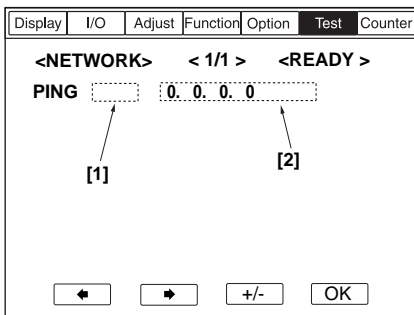 Display I/O Adjust Function Option Test Counter
<NETWORK> < 1/1 > <READY >
PING 0. 0. 0. 0
[1] [2]
+/- OK